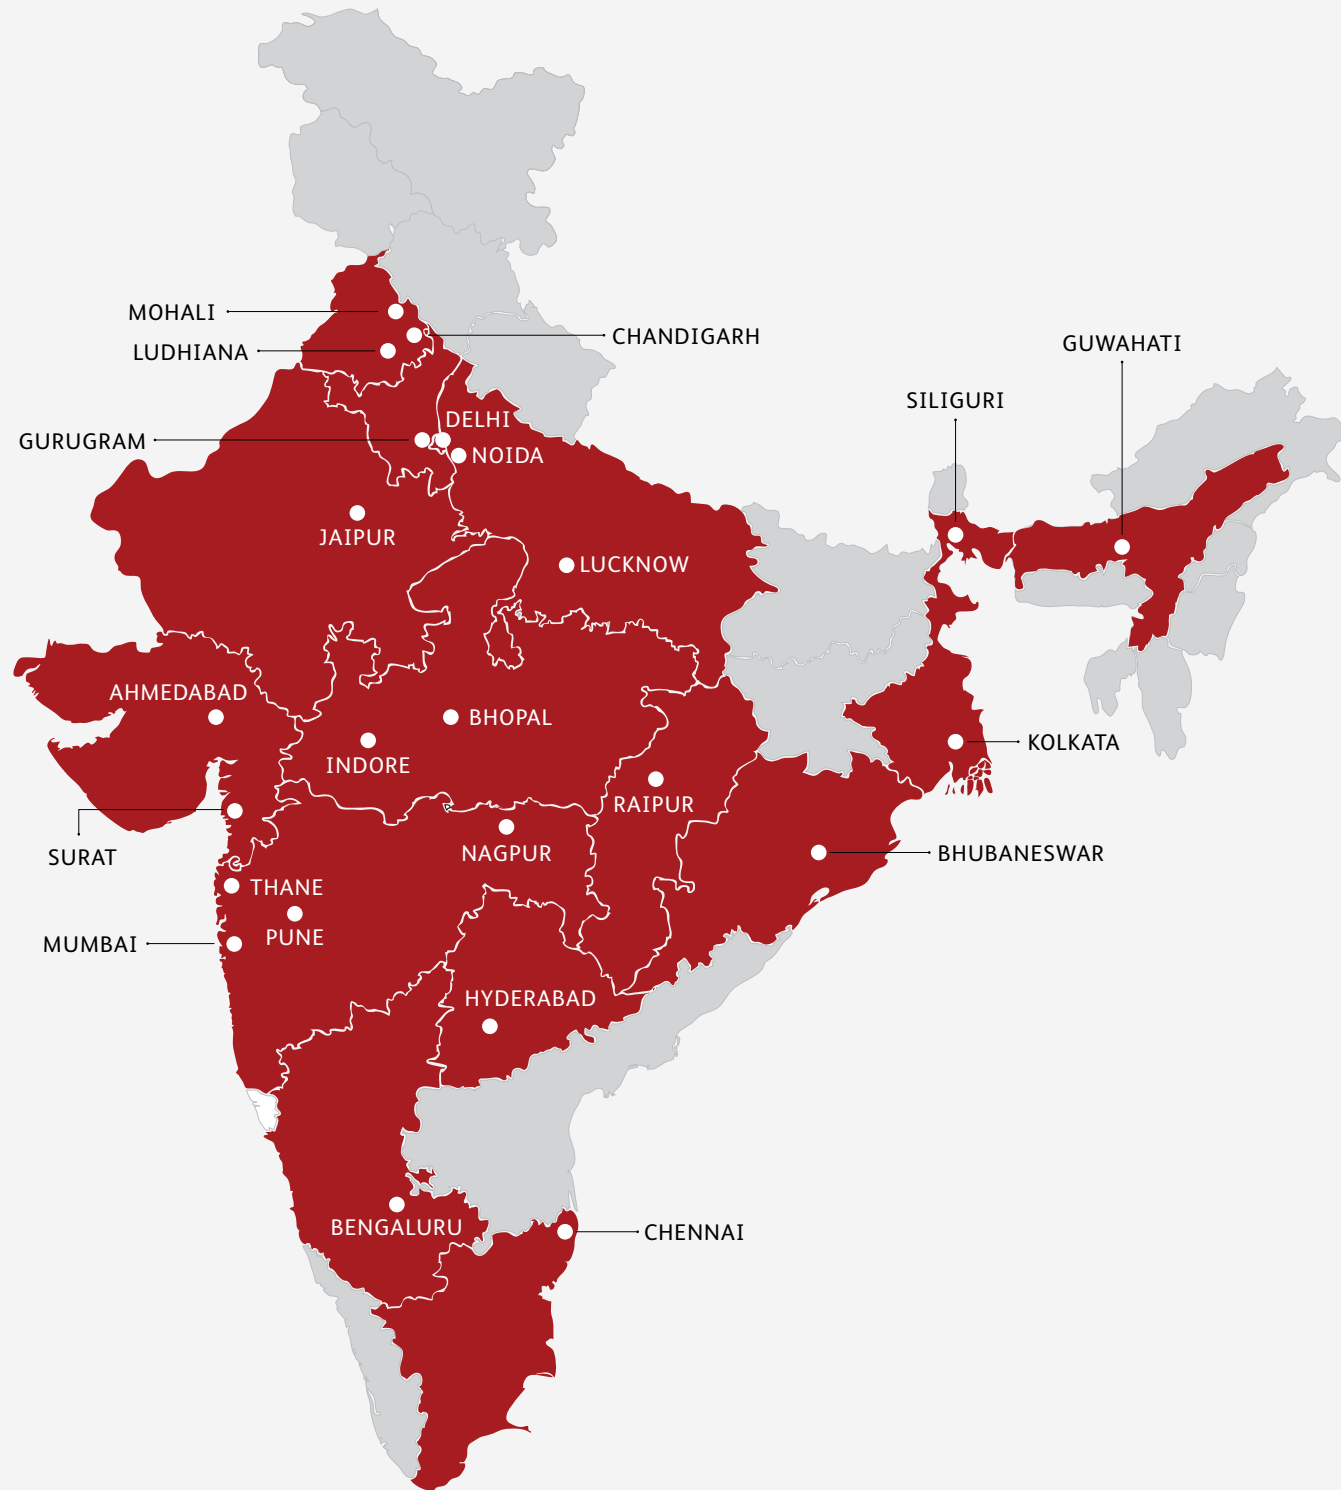 MOHALI
CHANDIGARH
LUDHIANA
GUWAHATI
SILIGURI
DELHI
GURUGRAM
NOIDA
JAIPUR
LUCKNOW
AHMEDABAD
BHOPAL
KOLKATA
INDORE
RAIPUR
SURAT
NAGPUR
BHUBANESWAR
THANE
PUNE
MUMBAI
HYDERABAD
BENGALURU
CHENNAI